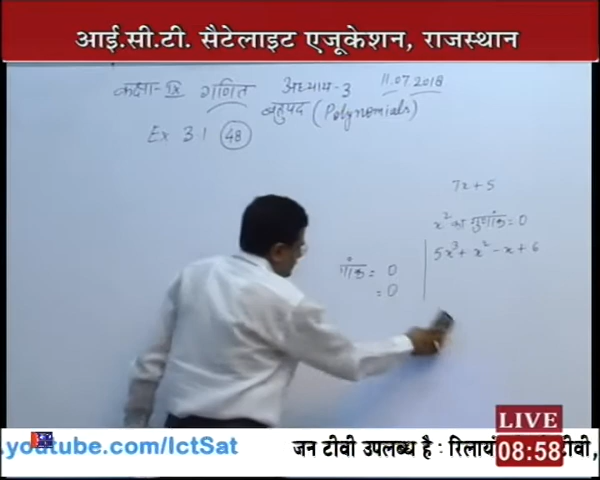 आई.सी.टी. सैटेलाइट एजूकेशन, राजस्थान
कक्षा-IX गणित अध्याय-3 11.07.2018
बहुपद (Polynomials)
Ex 3.1 48
7x+5
x² का गुणांक=0
5x³+x²-x+6
णांक= 0
=0
LIVE
08:58
youtube.com/IctSat
जन टीवी उपलब्ध है : रिलायं टीवी,